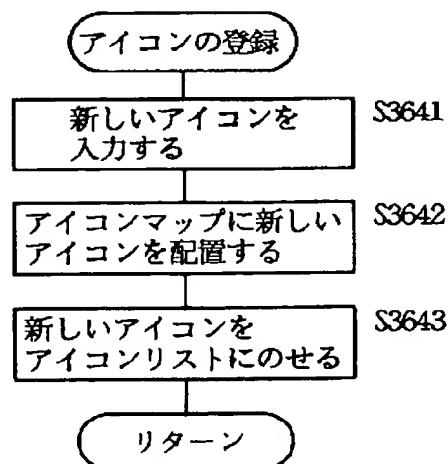 アイコンの登録
新しいアイコンを
入力する
S3641
アイコンマップに新しい
アイコンを配置する
S3642
新しいアイコンを
アイコンリストにのせる
S3643
リターン